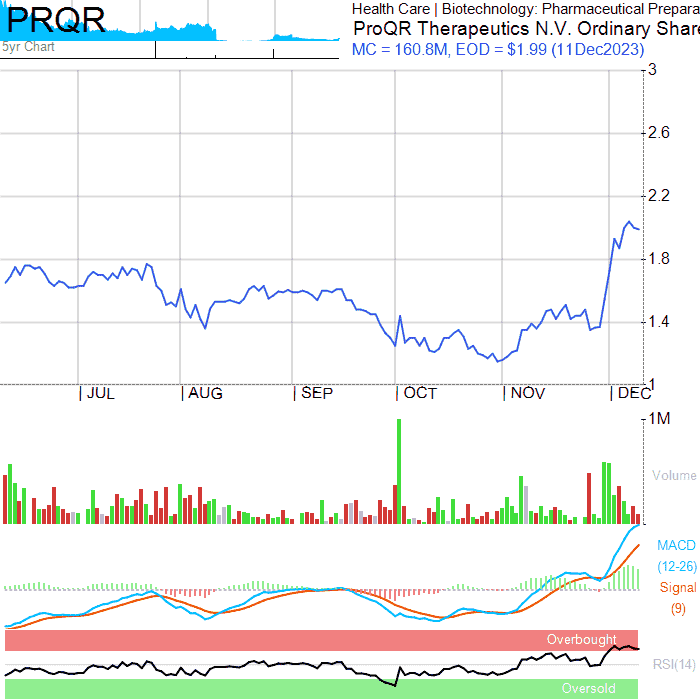 PRQR
5yr Chart
Health Care | Biotechnology: Pharmaceutical Prepara
ProQR Therapeutics N.V. Ordinary Share
MC = 160.8M, EOD = $1.99 (11Dec2023)
3
2.6
2.2
1.8
1.4
1
JUL AUG SEP OCT NOV DEC
1M
Volume
MACD
(12-26)
Signal
(9)
Overbought
RSI(14)
Oversold